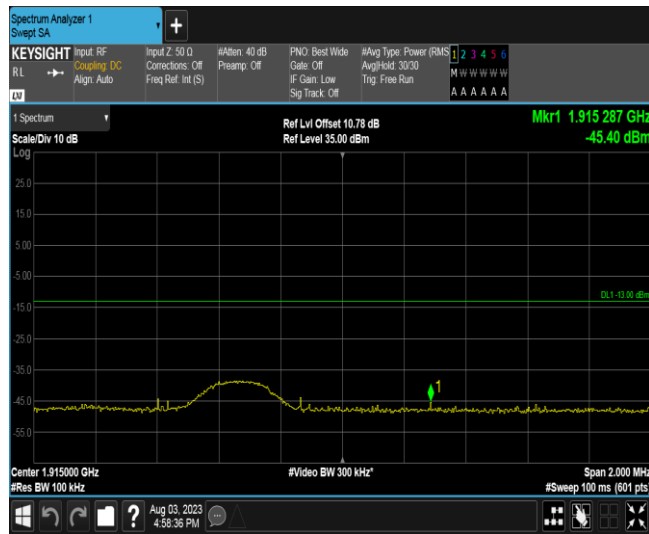 Spectrum Analyzer 1
Swept SA
+
KEYSIGHT
RL
LXI
Input: RF
Coupling: DC
Align: Auto
Input Z: 50 Ω
Corrections: Off
Freq Ref: Int (S)
#Atten: 40 dB
Preamp: Off
PNO: Best Wide
Gate: Off
IF Gain: Low
Sig Track: Off
#Avg Type: Power (RMS
Avg|Hold: 30/30
Trig: Free Run
1 2 3 4 5 6
M W W W W W
A A A A A A
1 Spectrum
Scale/Div 10 dB
Log
Ref Lvl Offset 10.78 dB
Ref Level 35.00 dBm
Mkr1 1.915 287 GHz
-45.40 dBm
25.0
15.0
5.00
-5.00
-15.0
-25.0
-35.0
-45.0
-55.0
DL1 -13.00 dBm
1
Center 1.915000 GHz
#Video BW 300 kHz*
Span 2.000 MHz
#Res BW 100 kHz
#Sweep 100 ms (601 pts
?
Aug 03, 2023
4:58:36 PM